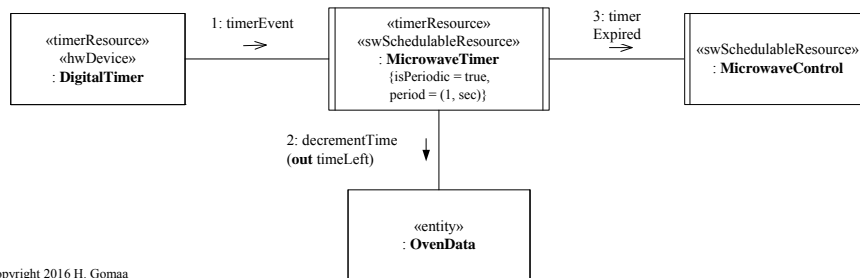 1: timerEvent
«timerResource»
«hwDevice»
: DigitalTimer
«timerResource»
«swSchedulableResource»
: MicrowaveTimer
{isPeriodic = true,
period = (1, sec)}
3: timer
Expired
«swSchedulableResource»
: MicrowaveControl
2: decrementTime
(out timeLeft)
«entity»
: OvenData
opyright 2016 H. Gomaa